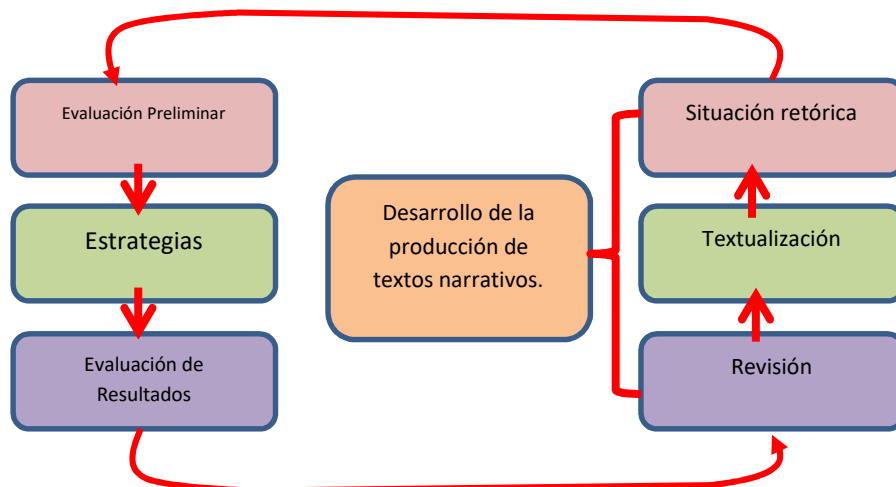 Evaluación Preliminar
Estrategias
Evaluación de
Resultados
Desarrollo de la
producción de
textos narrativos.
Situación retórica
Textualización
Revisión